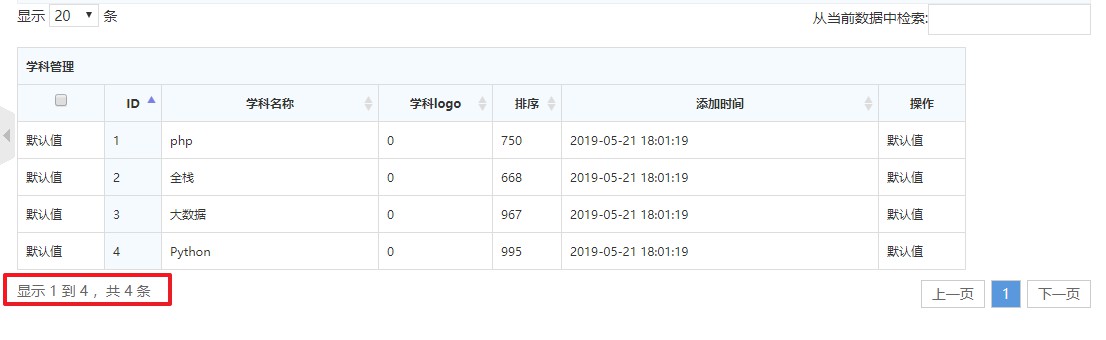 显示 20 条 从当前数据中检索:
学科管理
ID 学科名称 学科logo 排序 添加时间 操作
默认值 1 php 0 750 2019-05-21 18:01:19 默认值
默认值 2 全栈 0 668 2019-05-21 18:01:19 默认值
默认值 3 大数据 0 967 2019-05-21 18:01:19 默认值
默认值 4 Python 0 995 2019-05-21 18:01:19 默认值
显示 1 到 4 ，共 4 条 上一页 1 下一页